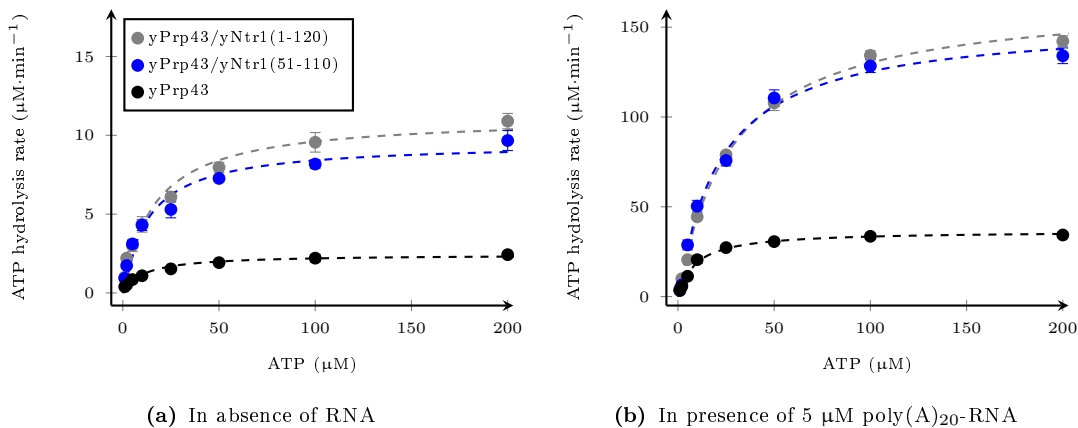 yPrp43/yNtr1(1-120)
yPrp43/yNtr1(51-110)
yPrp43
ATP hydrolysis rate (µM·min⁻¹)
15
10
5
0
0 50 100 150 200
ATP (µM)
(a) In absence of RNA
ATP hydrolysis rate (µM·min⁻¹)
150
100
50
0
0 50 100 150 200
ATP (µM)
(b) In presence of 5 µM poly(A)₂₀-RNA